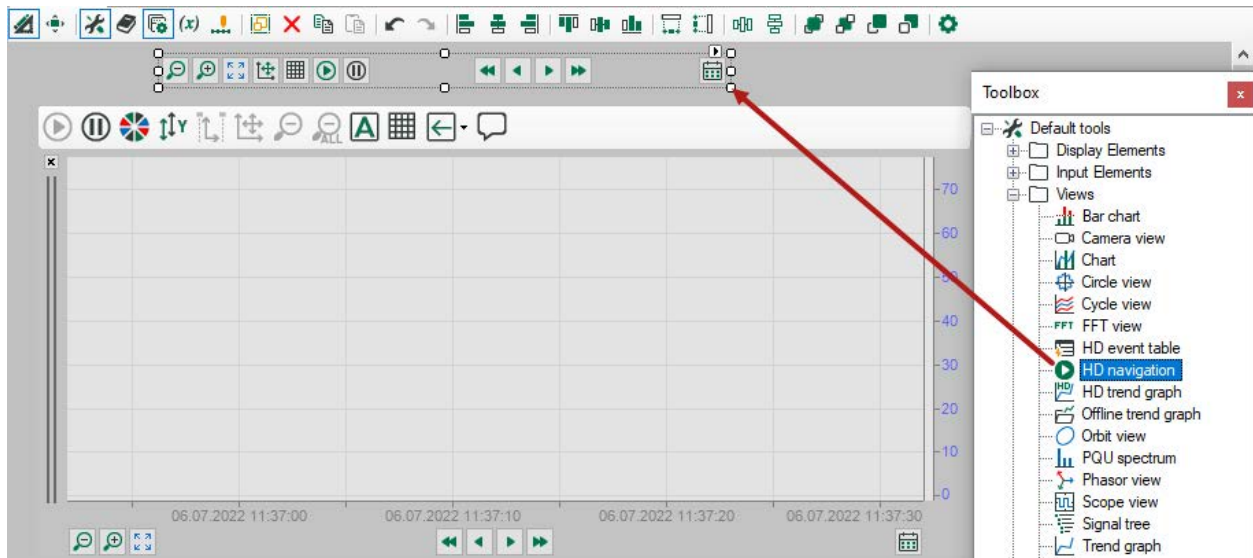 (x)
Toolbox
x
Default tools
Display Elements
Input Elements
Views
Bar chart
Camera view
Chart
Circle view
Cycle view
FFT FFT view
HD event table
HD navigation
HD HD trend graph
Offline trend graph
Orbit view
PQU spectrum
Phasor view
Scope view
Signal tree
Trend graph
Y
ALL
A
x
70
60
50
40
30
20
10
0
06.07.2022 11:37:00
06.07.2022 11:37:10
06.07.2022 11:37:20
06.07.2022 11:37:30